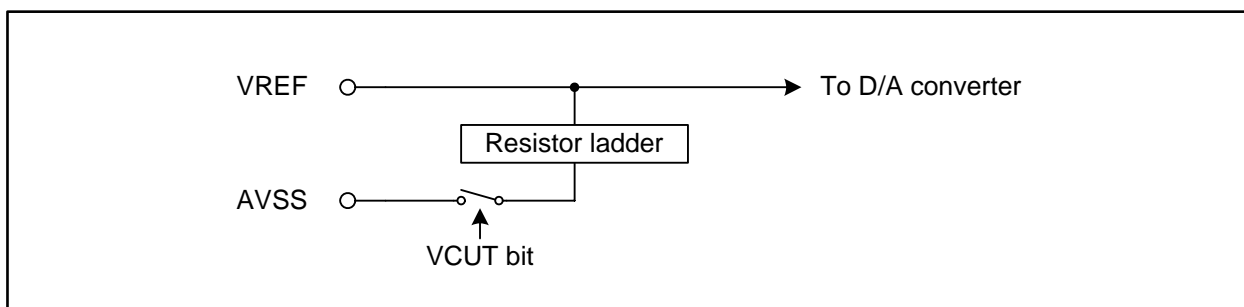 VREF
To D/A converter
Resistor ladder
AVSS
VCUT bit